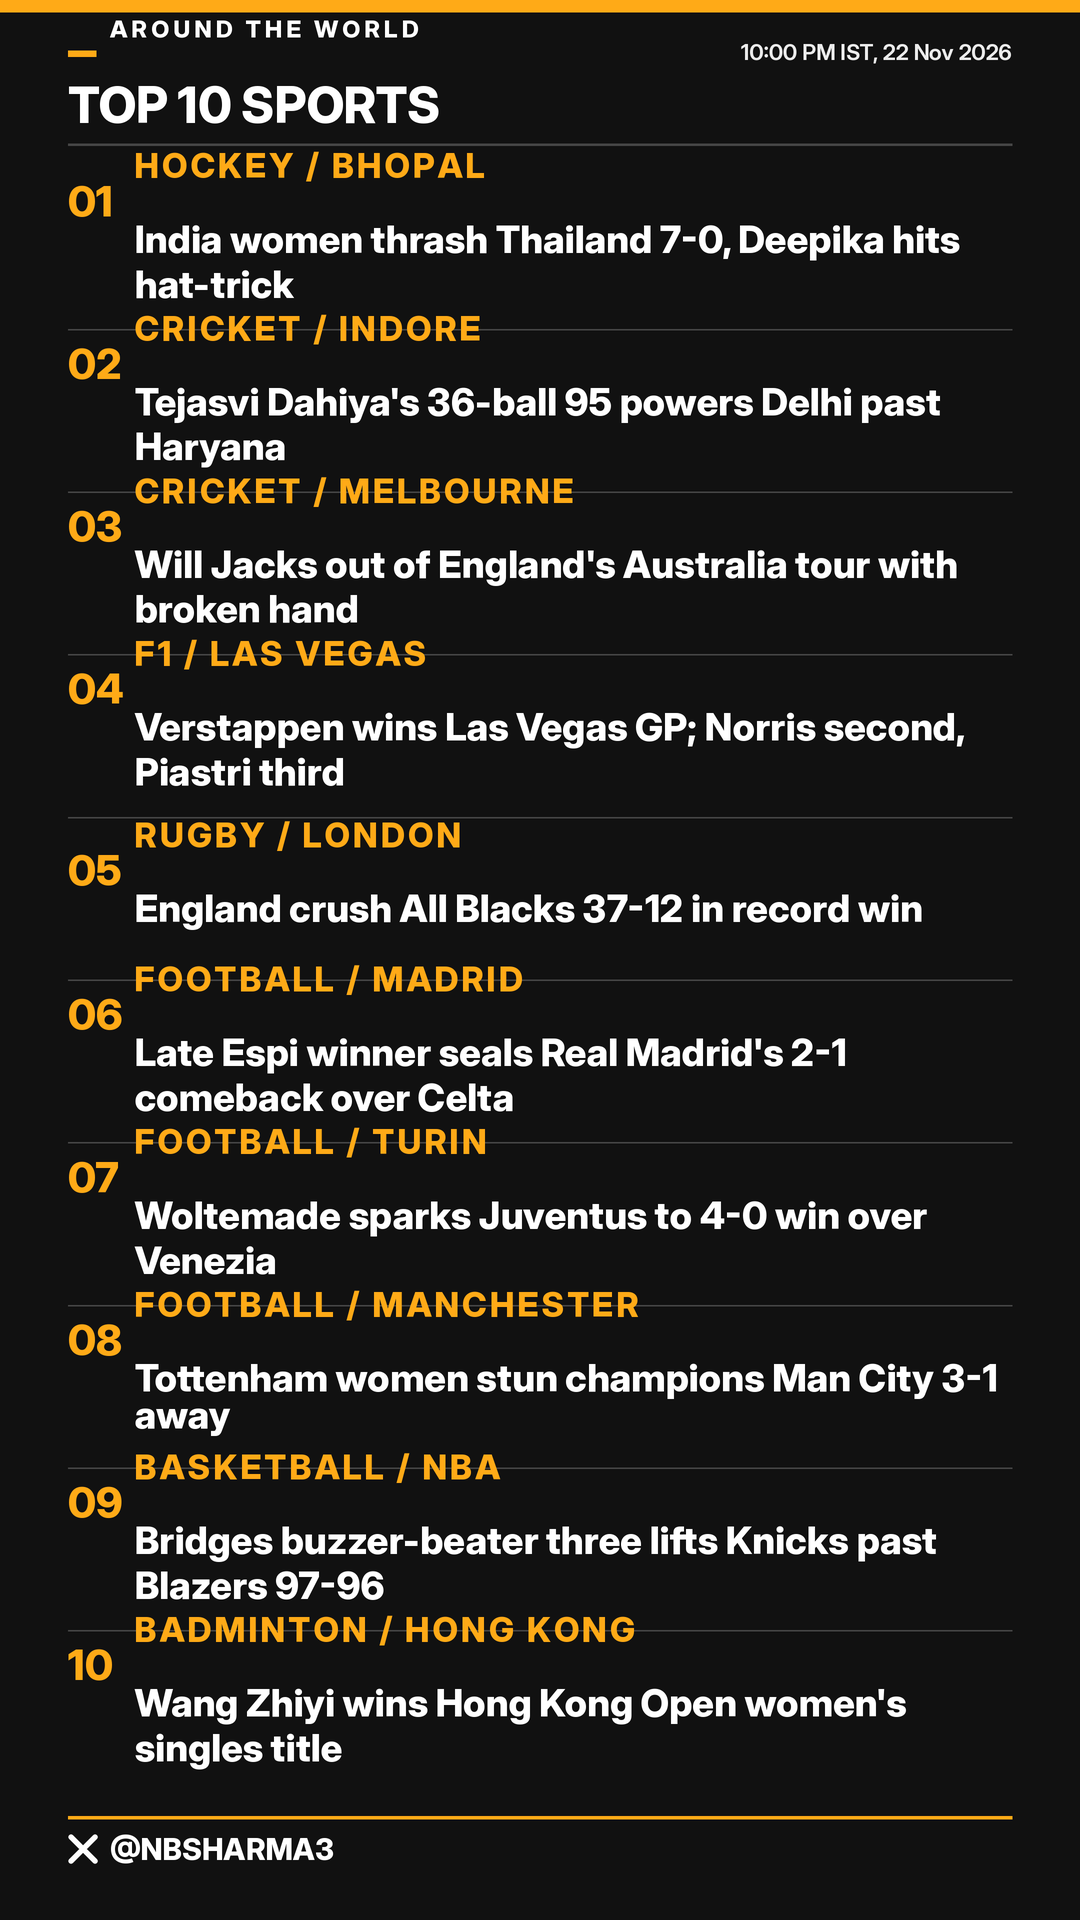 AROUND THE WORLD
10:00 PM IST, 22 Nov 2026
TOP 10 SPORTS
HOCKEY / BHOPAL
01
India women thrash Thailand 7-0, Deepika hits
hat-trick
CRICKET / INDORE
02
Tejasvi Dahiya's 36-ball 95 powers Delhi past
Haryana
CRICKET / MELBOURNE
03
Will Jacks out of England's Australia tour with
broken hand
F1 / LAS VEGAS
04
Verstappen wins Las Vegas GP; Norris second,
Piastri third
RUGBY / LONDON
05
England crush All Blacks 37-12 in record win
FOOTBALL / MADRID
06
Late Espi winner seals Real Madrid's 2-1
comeback over Celta
FOOTBALL / TURIN
07
Woltemade sparks Juventus to 4-0 win over
Venezia
FOOTBALL / MANCHESTER
08
Tottenham women stun champions Man City 3-1
away
BASKETBALL / NBA
09
Bridges buzzer-beater three lifts Knicks past
Blazers 97-96
BADMINTON / HONG KONG
10
Wang Zhiyi wins Hong Kong Open women's
singles title
@NBSHARMA3